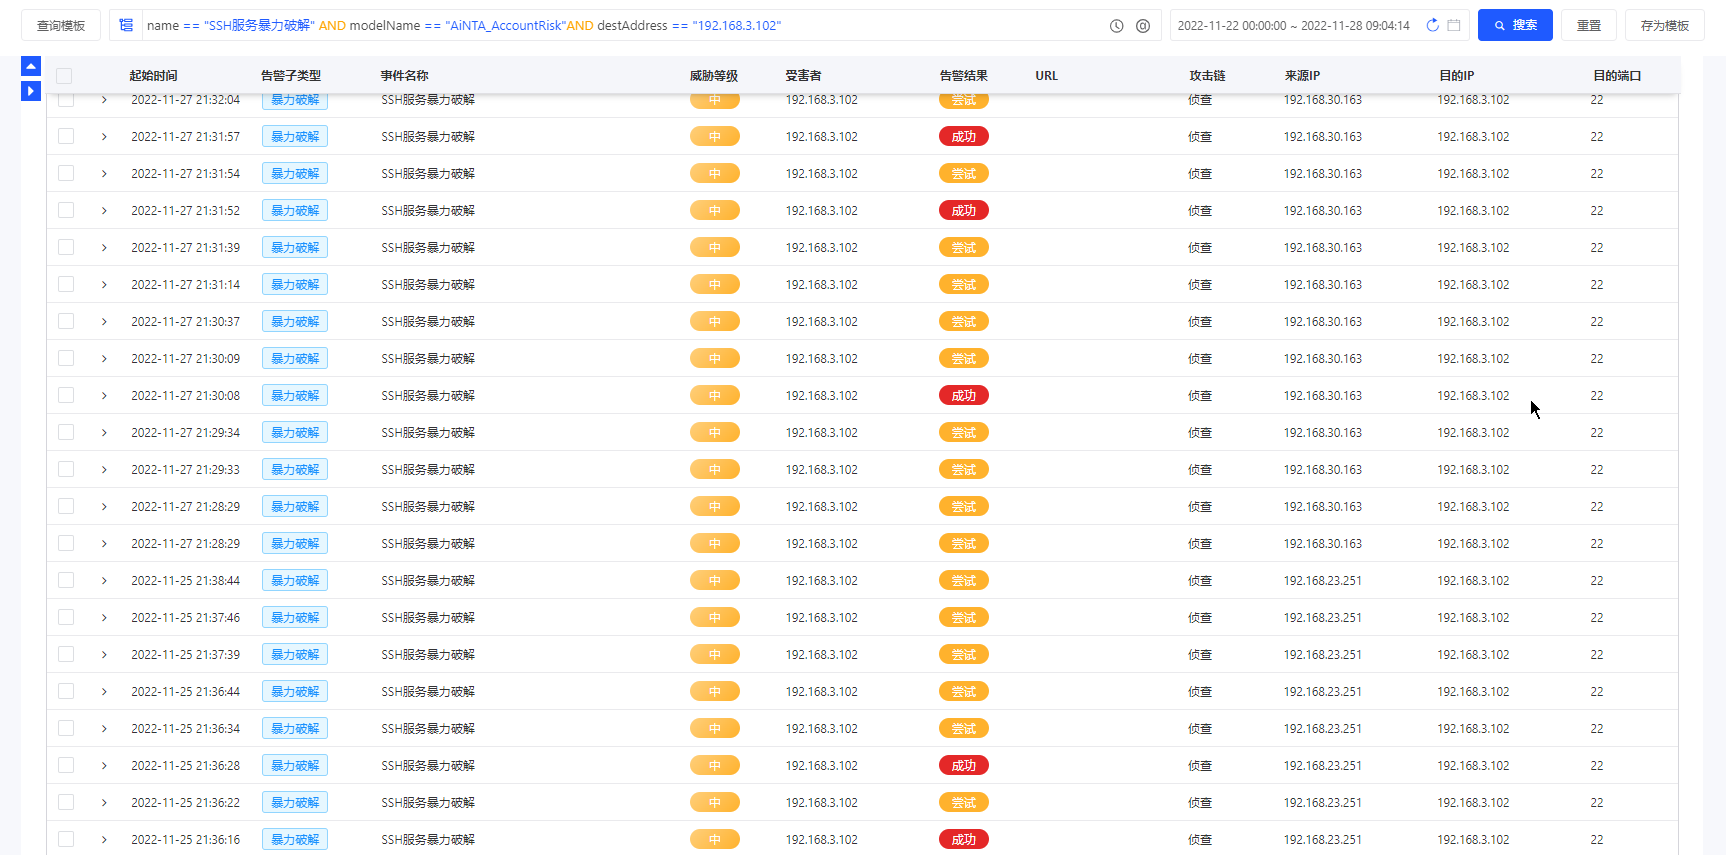 查询模板 name == "SSH服务暴力破解" AND modelName == "AiNTA_AccountRisk"AND destAddress == "192.168.3.102" 2022-11-22 00:00:00 ~ 2022-11-28 09:04:14 搜索 重置 存为模板
起始时间 告警子类型 事件名称 威胁等级 受害者 告警结果 URL 攻击链 来源IP 目的IP 目的端口
2022-11-27 21:32:04 暴力破解 SSH服务暴力破解 中 192.168.3.102 尝试 侦查 192.168.30.163 192.168.3.102 22
2022-11-27 21:31:57 暴力破解 SSH服务暴力破解 中 192.168.3.102 成功 侦查 192.168.30.163 192.168.3.102 22
2022-11-27 21:31:54 暴力破解 SSH服务暴力破解 中 192.168.3.102 尝试 侦查 192.168.30.163 192.168.3.102 22
2022-11-27 21:31:52 暴力破解 SSH服务暴力破解 中 192.168.3.102 成功 侦查 192.168.30.163 192.168.3.102 22
2022-11-27 21:31:39 暴力破解 SSH服务暴力破解 中 192.168.3.102 尝试 侦查 192.168.30.163 192.168.3.102 22
2022-11-27 21:31:14 暴力破解 SSH服务暴力破解 中 192.168.3.102 尝试 侦查 192.168.30.163 192.168.3.102 22
2022-11-27 21:30:37 暴力破解 SSH服务暴力破解 中 192.168.3.102 尝试 侦查 192.168.30.163 192.168.3.102 22
2022-11-27 21:30:09 暴力破解 SSH服务暴力破解 中 192.168.3.102 尝试 侦查 192.168.30.163 192.168.3.102 22
2022-11-27 21:30:08 暴力破解 SSH服务暴力破解 中 192.168.3.102 成功 侦查 192.168.30.163 192.168.3.102 22
2022-11-27 21:29:34 暴力破解 SSH服务暴力破解 中 192.168.3.102 尝试 侦查 192.168.30.163 192.168.3.102 22
2022-11-27 21:29:33 暴力破解 SSH服务暴力破解 中 192.168.3.102 尝试 侦查 192.168.30.163 192.168.3.102 22
2022-11-27 21:28:29 暴力破解 SSH服务暴力破解 中 192.168.3.102 尝试 侦查 192.168.30.163 192.168.3.102 22
2022-11-27 21:28:29 暴力破解 SSH服务暴力破解 中 192.168.3.102 尝试 侦查 192.168.30.163 192.168.3.102 22
2022-11-25 21:38:44 暴力破解 SSH服务暴力破解 中 192.168.3.102 尝试 侦查 192.168.23.251 192.168.3.102 22
2022-11-25 21:37:46 暴力破解 SSH服务暴力破解 中 192.168.3.102 尝试 侦查 192.168.23.251 192.168.3.102 22
2022-11-25 21:37:39 暴力破解 SSH服务暴力破解 中 192.168.3.102 尝试 侦查 192.168.23.251 192.168.3.102 22
2022-11-25 21:36:44 暴力破解 SSH服务暴力破解 中 192.168.3.102 尝试 侦查 192.168.23.251 192.168.3.102 22
2022-11-25 21:36:34 暴力破解 SSH服务暴力破解 中 192.168.3.102 尝试 侦查 192.168.23.251 192.168.3.102 22
2022-11-25 21:36:28 暴力破解 SSH服务暴力破解 中 192.168.3.102 成功 侦查 192.168.23.251 192.168.3.102 22
2022-11-25 21:36:22 暴力破解 SSH服务暴力破解 中 192.168.3.102 尝试 侦查 192.168.23.251 192.168.3.102 22
2022-11-25 21:36:16 暴力破解 SSH服务暴力破解 中 192.168.3.102 成功 侦查 192.168.23.251 192.168.3.102 22